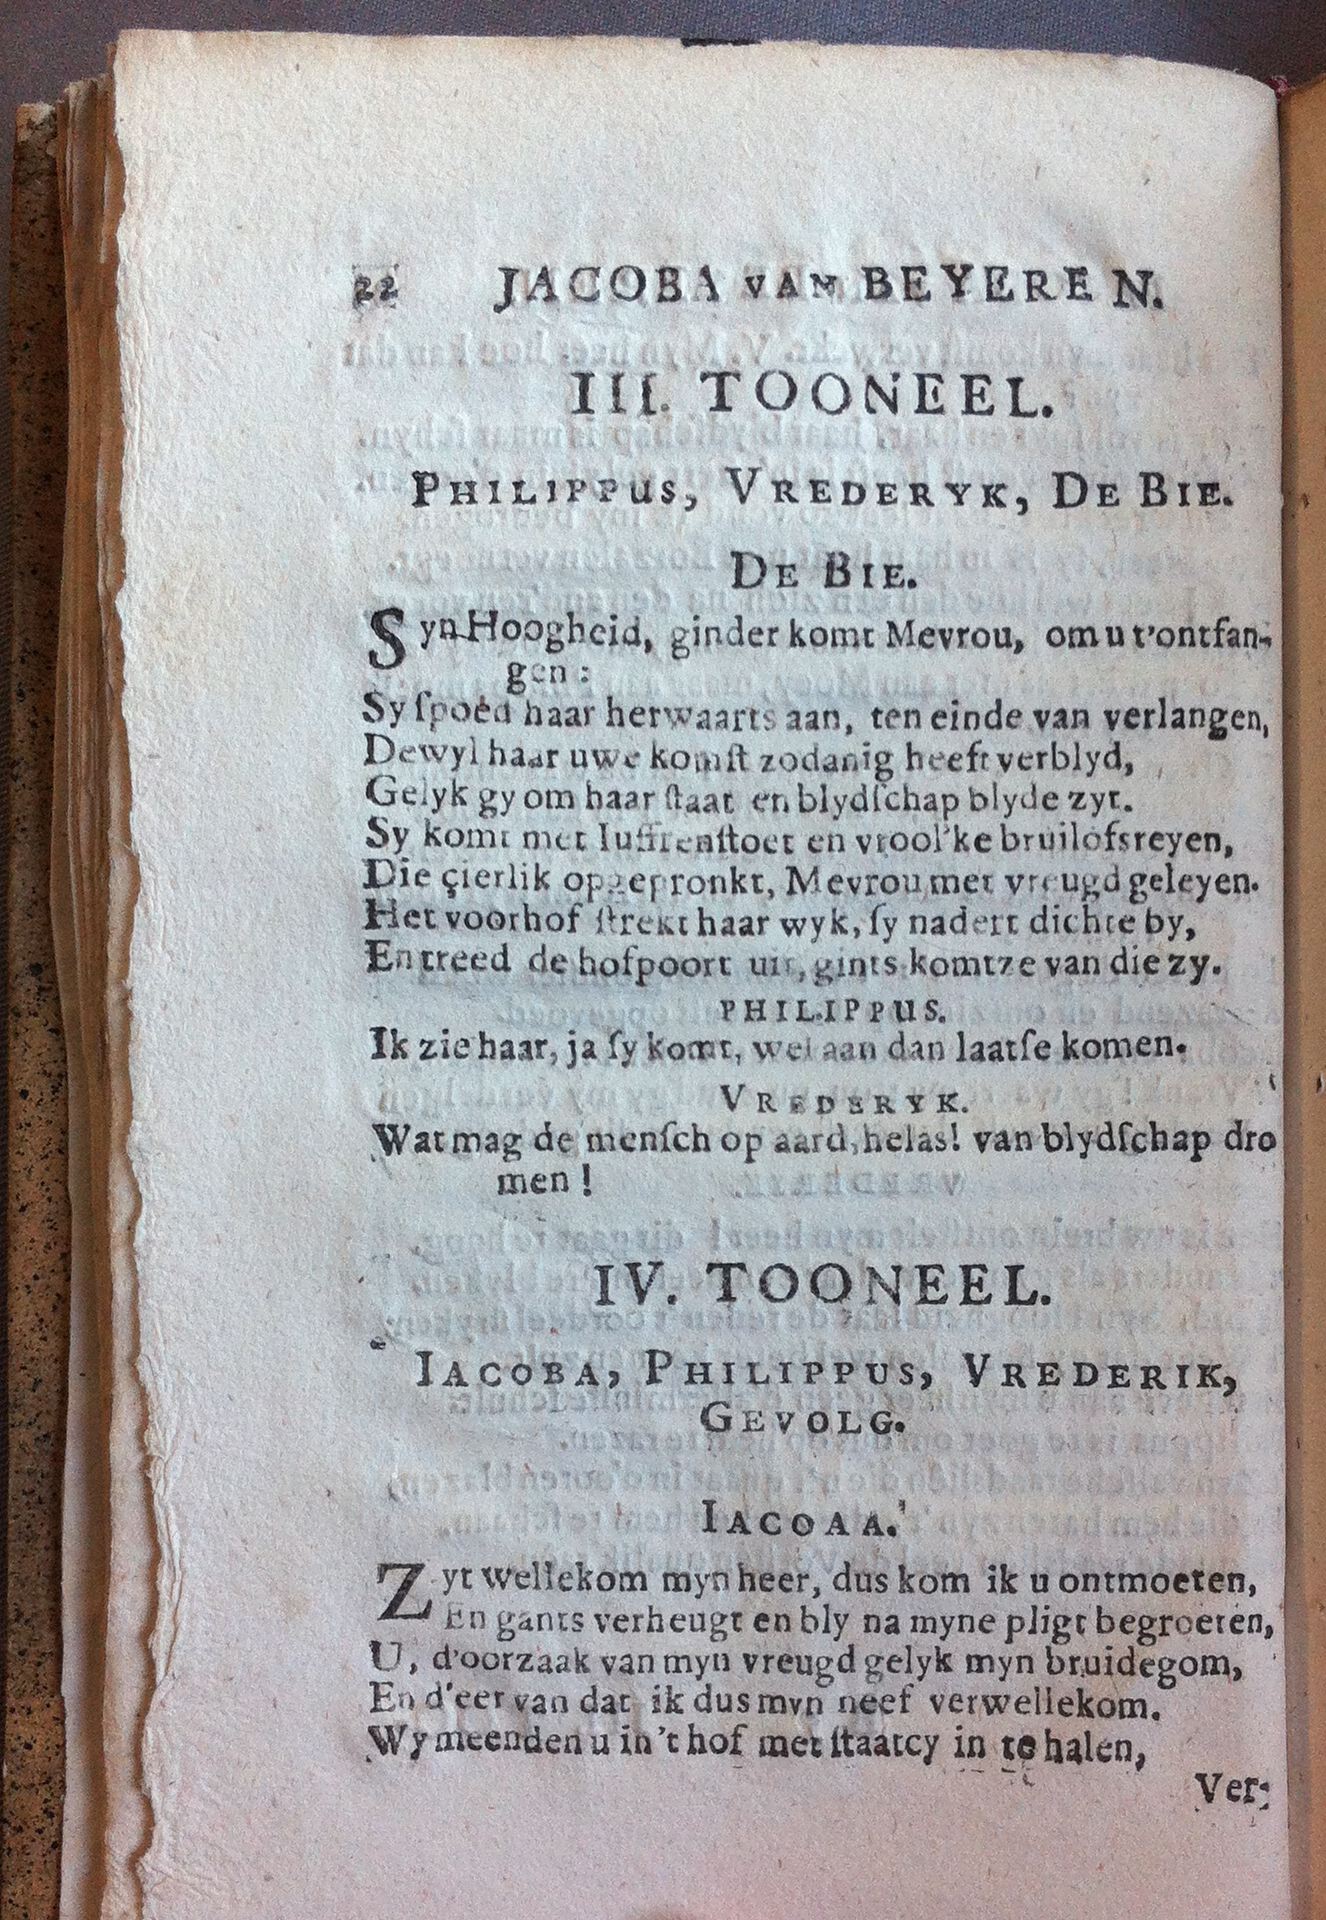 22 JACOBA VAN BEYEREN.
III. TOONEEL.
PHILIPPUS, VREDERYK, DE BIE.
DE BIE.
Syn Hoogheid, ginder komt Mevrou, om u t'ontfan-
gen:
Sy ſpoed haar herwaarts aan, ten einde van verlangen,
Dewyl haar uwe komſt zodanig heeft verblyd,
Gelyk gy om haar ſtaat en blydſchap blyde zyt.
Sy komt met Iuffrenſtoet en vrool'ke bruilofsreyen,
Die çierlik opgepronkt, Mevrou met vreugd geleyen.
Het voorhof ſtrekt haar wyk, ſy nadert dichte by,
En treed de hofpoort uit, gints komtze van die zy.
PHILIPPUS.
Ik zie haar, ja ſy komt, wel aan dan laatſe komen.
VREDERYK.
Wat mag de menſch op aard, helas! van blydſchap dro
men!
IV. TOONEEL.
IACOBA, PHILIPPUS, VREDERIK,
GEVOLG.
IACOAA.
Zyt wellekom myn heer, dus kom ik u ontmoeten,
En gants verheugt en bly na myne pligt begroeten,
U, d'oorzaak van myn vreugd gelyk myn bruidegom,
En d'eer van dat ik dus myn neef verwellekom.
Wy meenden u in 't hof met ſtaatcy in te halen,
Ver-